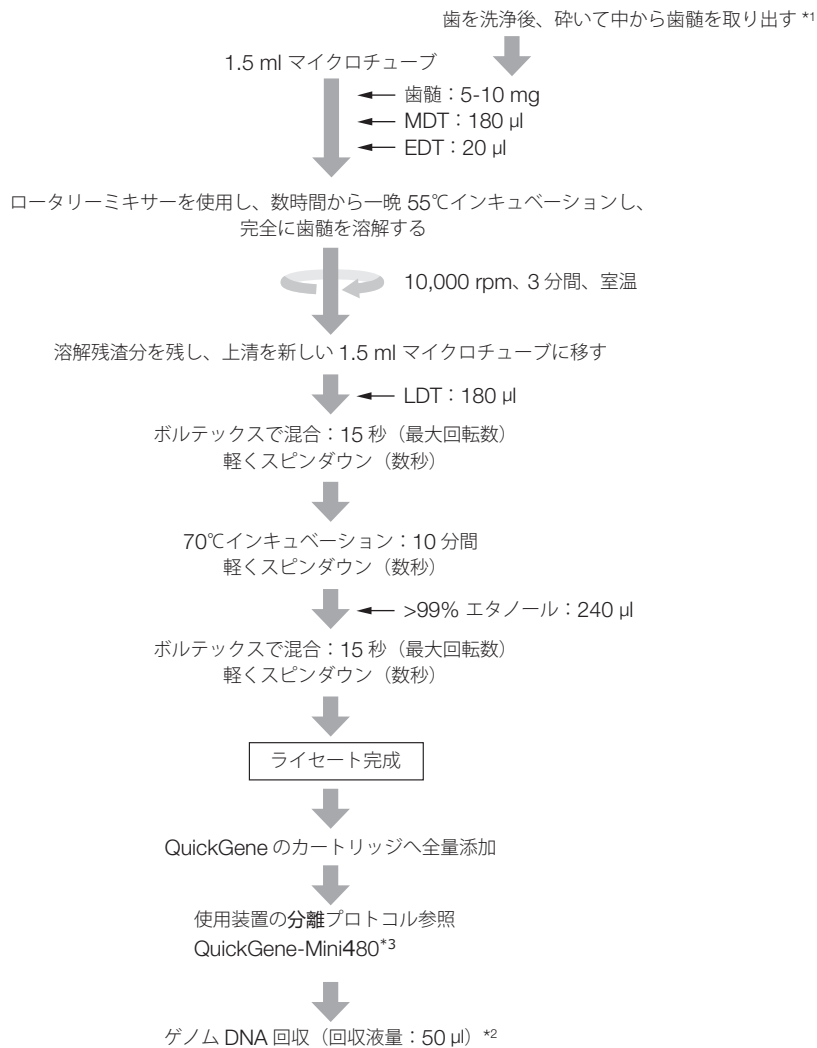 歯を洗浄後、砕いて中から歯髄を取り出す *1
1.5 ml マイクロチューブ
歯髄：5-10 mg
MDT：180 μl
EDT：20 μl
ロータリーミキサーを使用し、数時間から一晩 55℃インキュベーションし、
完全に歯髄を溶解する
10,000 rpm、3 分間、室温
溶解残渣分を残し、上清を新しい 1.5 ml マイクロチューブに移す
LDT：180 μl
ボルテックスで混合：15 秒（最大回転数）
軽くスピンダウン（数秒）
70℃インキュベーション：10 分間
軽くスピンダウン（数秒）
>99% エタノール：240 μl
ボルテックスで混合：15 秒（最大回転数）
軽くスピンダウン（数秒）
ライセート完成
QuickGene のカートリッジへ全量添加
使用装置の分離プロトコル参照
QuickGene-Mini480*3
ゲノム DNA 回収（回収液量：50 μl）*2